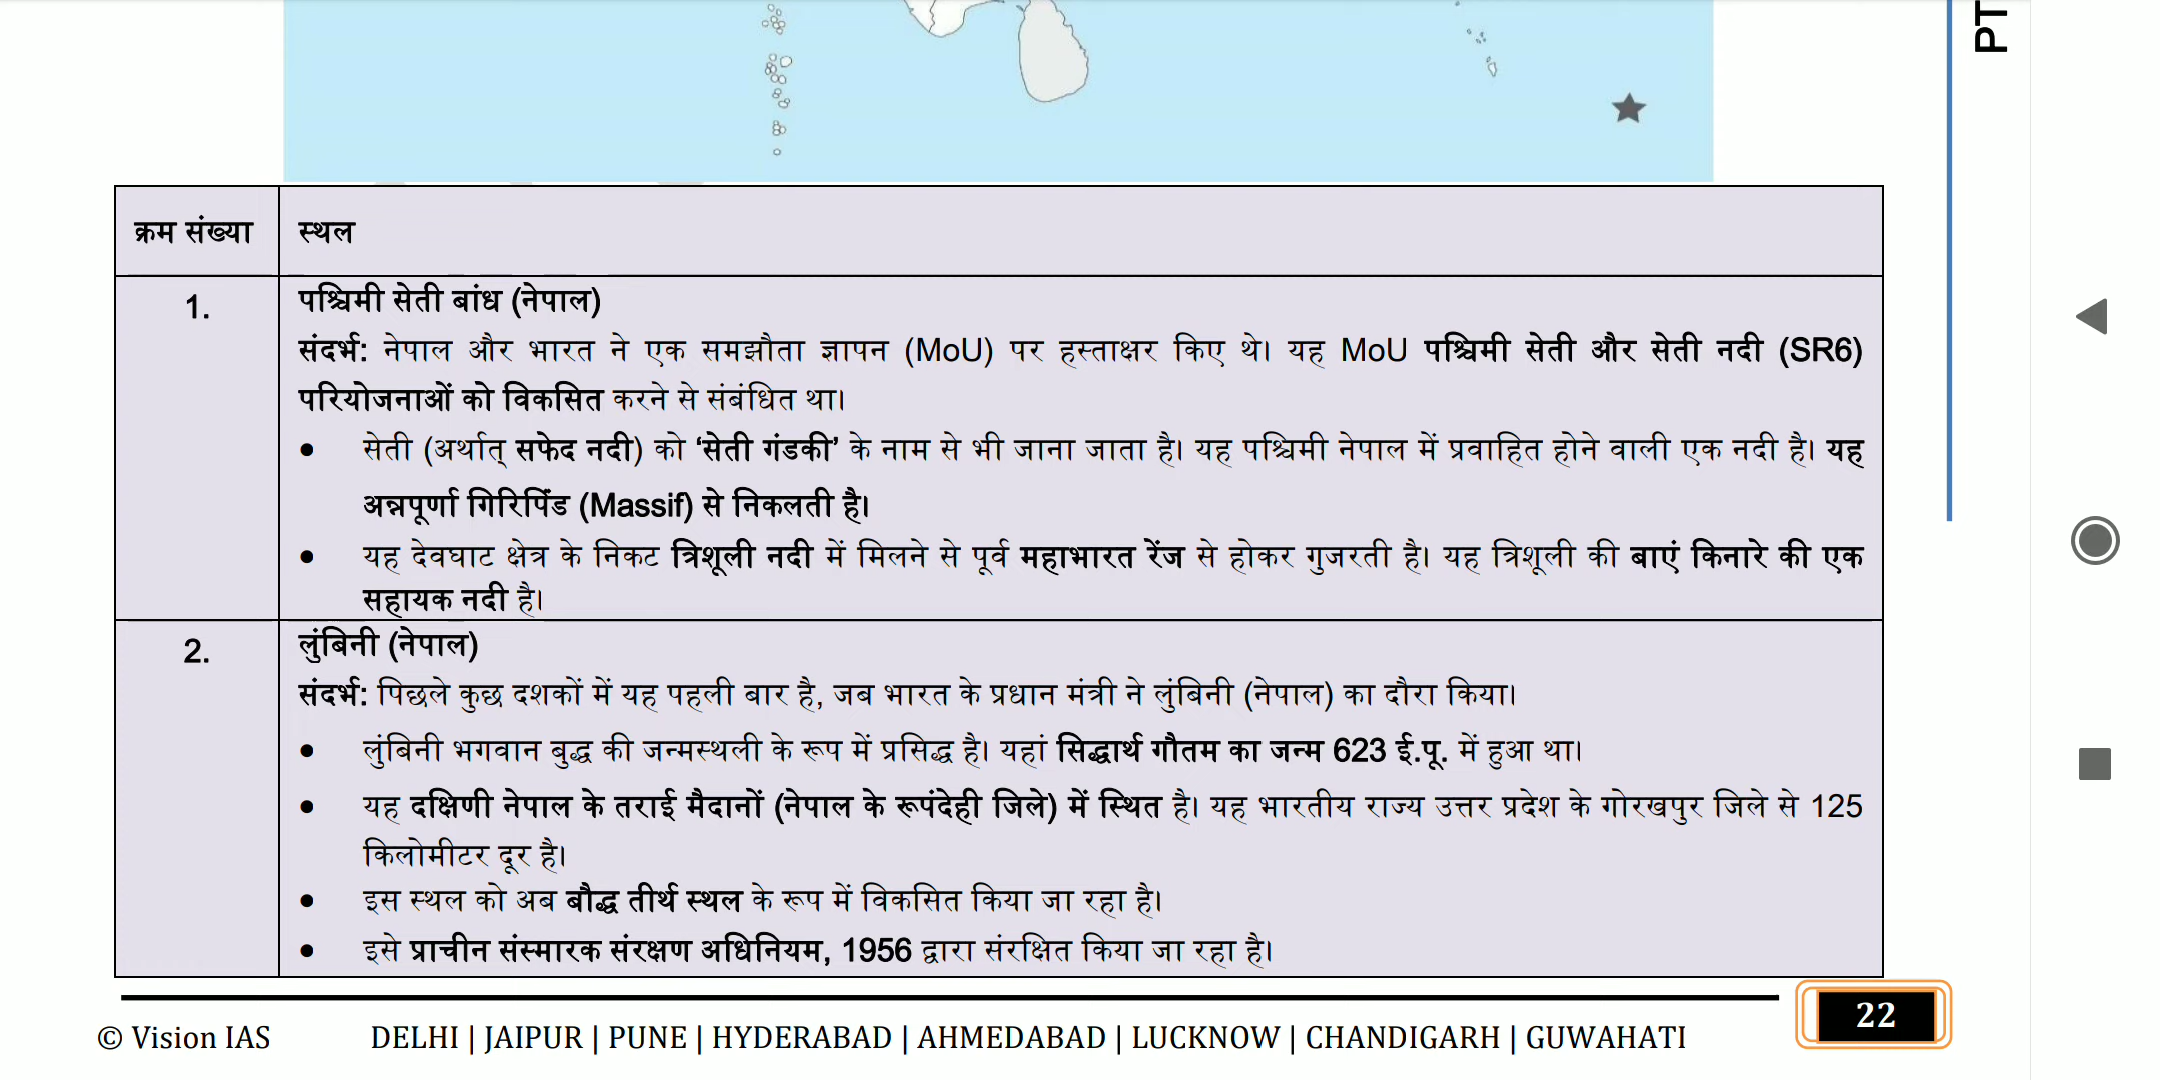 PT
क्रम संख्या स्थल
1. पश्चिमी सेती बांध (नेपाल)
संदर्भ: नेपाल और भारत ने एक समझौता ज्ञापन (MoU) पर हस्ताक्षर किए थे। यह MoU पश्चिमी सेती और सेती नदी (SR6)
परियोजनाओं को विकसित करने से संबंधित था।
● सेती (अर्थात् सफेद नदी) को ‘सेती गंडकी’ के नाम से भी जाना जाता है। यह पश्चिमी नेपाल में प्रवाहित होने वाली एक नदी है। यह
अन्नपूर्णा गिरिपिंड (Massif) से निकलती है।
● यह देवघाट क्षेत्र के निकट त्रिशूली नदी में मिलने से पूर्व महाभारत रेंज से होकर गुजरती है। यह त्रिशूली की बाएं किनारे की एक
सहायक नदी है।
2. लुंबिनी (नेपाल)
संदर्भ: पिछले कुछ दशकों में यह पहली बार है, जब भारत के प्रधान मंत्री ने लुंबिनी (नेपाल) का दौरा किया।
● लुंबिनी भगवान बुद्ध की जन्मस्थली के रूप में प्रसिद्ध है। यहां सिद्धार्थ गौतम का जन्म 623 ई.पू. में हुआ था।
● यह दक्षिणी नेपाल के तराई मैदानों (नेपाल के रूपंदेही जिले) में स्थित है। यह भारतीय राज्य उत्तर प्रदेश के गोरखपुर जिले से 125
किलोमीटर दूर है।
● इस स्थल को अब बौद्ध तीर्थ स्थल के रूप में विकसित किया जा रहा है।
● इसे प्राचीन संस्मारक संरक्षण अधिनियम, 1956 द्वारा संरक्षित किया जा रहा है।
22
© Vision IAS DELHI | JAIPUR | PUNE | HYDERABAD | AHMEDABAD | LUCKNOW | CHANDIGARH | GUWAHATI